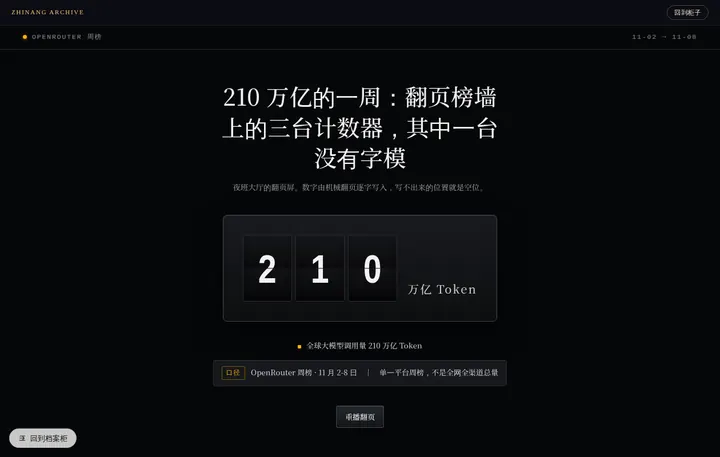 ZHINANG ARCHIVE
回到柜子
OPENROUTER 周榜
11-02 → 11-08
210 万亿的一周：翻页榜墙
上的三台计数器，其中一台
没有字模
夜班大厅的翻页屏。数字由机械翻页逐字写入，写不出来的位置就是空位。
210 万亿 Token
全球大模型调用量 210 万亿 Token
口径 OpenRouter 周榜 · 11 月 2-8 日 | 单一平台周榜，不是全网全渠道总量
重播翻页
回到档案柜